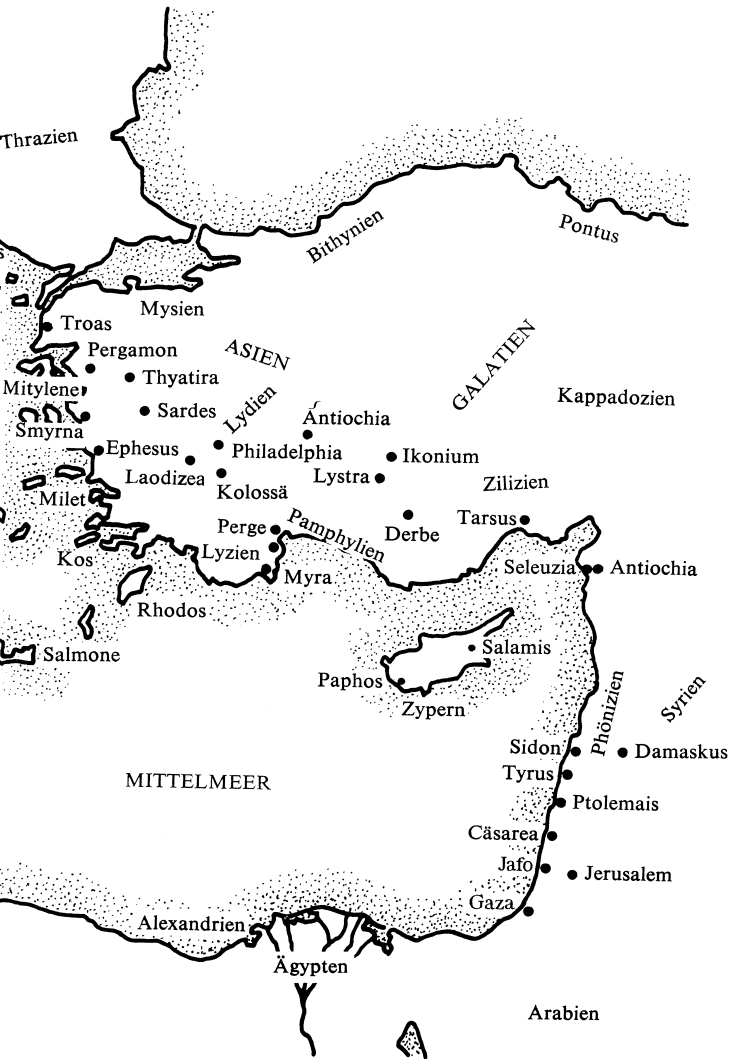 Thrazien
Bithynien
Pontus
Mysien
Troas
ASIEN
GALATIEN
Pergamon
Thyatira
Mitylene
Kappadozien
Sardes
Lydien
Antiochia
Smyrna
Ephesus
Philadelphia
Ikonium
Laodizea
Lystra
Kolossä
Zilizien
Milet
Perge
Pamphylien
Derbe
Tarsus
Kos
Lyzien
Myra
Seleuzia
Antiochia
Rhodos
Salmone
Salamis
Paphos
Zypern
Phönizien
Syrien
Sidon
Damaskus
Tyrus
MITTELMEER
Ptolemais
Cäsarea
Jafo
Jerusalem
Gaza
Alexandrien
Ägypten
Arabien